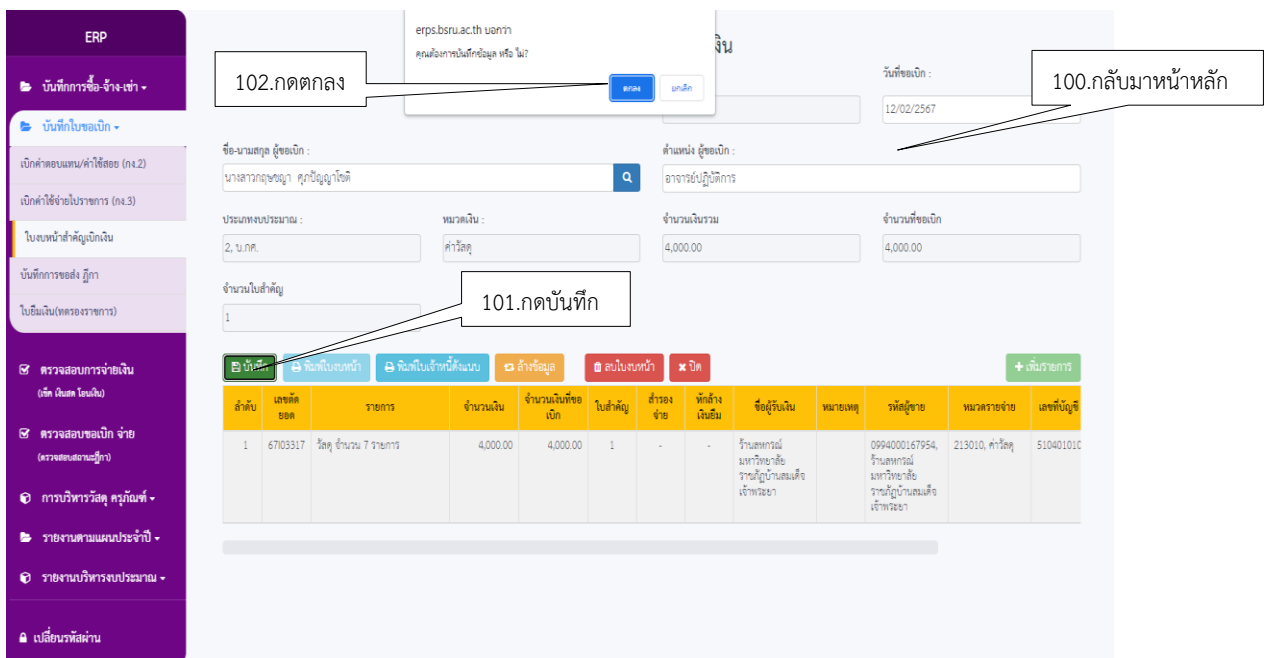 ERP
บันทึกการซื้อ-จ้าง-เช่า
บันทึกใบขอเบิก
เบิกค่าตอบแทน/ค่าใช้สอย (กง.2)
เบิกค่าใช้จ่ายไปราชการ (กง.3)
ใบงบหน้าสำคัญเบิกเงิน
บันทึกการขอส่ง ฎีกา
ใบยืมเงิน(ทดรองราชการ)
ตรวจสอบการจ่ายเงิน
(เช็ค เงินสด โอนเงิน)
ตรวจสอบขอเบิก จ่าย
(ตรวจสอบสถานะฎีกา)
การบริหารวัสดุ ครุภัณฑ์
รายงานตามแผนประจำปี
รายงานบริหารงบประมาณ
เปลี่ยนรหัสผ่าน
erps.bsru.ac.th บอกว่า
คุณต้องการบันทึกข้อมูล หรือ ไม่?
ตกลง ยกเลิก
102.กดตกลง
งิน
วันที่ขอเบิก :
12/02/2567
100.กลับมาหน้าหลัก
ชื่อ-นามสกุล ผู้ขอเบิก :
นางสาวกฤษชญา ศุภปัญญาโชติ
ตำแหน่ง ผู้ขอเบิก :
อาจารย์ปฏิบัติการ
ประเภทงบประมาณ : หมวดเงิน : จำนวนเงินรวม จำนวนที่ขอเบิก
2, บ.กศ. ค่าวัสดุ 4,000.00 4,000.00
จำนวนใบสำคัญ
1
101.กดบันทึก
บันทึก พิมพ์ใบงบหน้า พิมพ์ใบเจ้าหนี้ดังแนบ ล้างข้อมูล ลบใบงบหน้า ปิด เพิ่มรายการ
ลำดับ เลขตัดยอด รายการ จำนวนเงิน จำนวนเงินที่ขอเบิก ใบสำคัญ สำรองจ่าย หักล้างเงินยืม ชื่อผู้รับเงิน หมายเหตุ รหัสผู้ขาย หมวดรายจ่าย เลขที่บัญชี
1 67I03317 วัสดุ จำนวน 7 รายการ 4,000.00 4,000.00 1 - - ร้านสหกรณ์มหาวิทยาลัยราชภัฏบ้านสมเด็จเจ้าพระยา 0994000167954, ร้านสหกรณ์มหาวิทยาลัยราชภัฏบ้านสมเด็จเจ้าพระยา 213010, ค่าวัสดุ 510401010